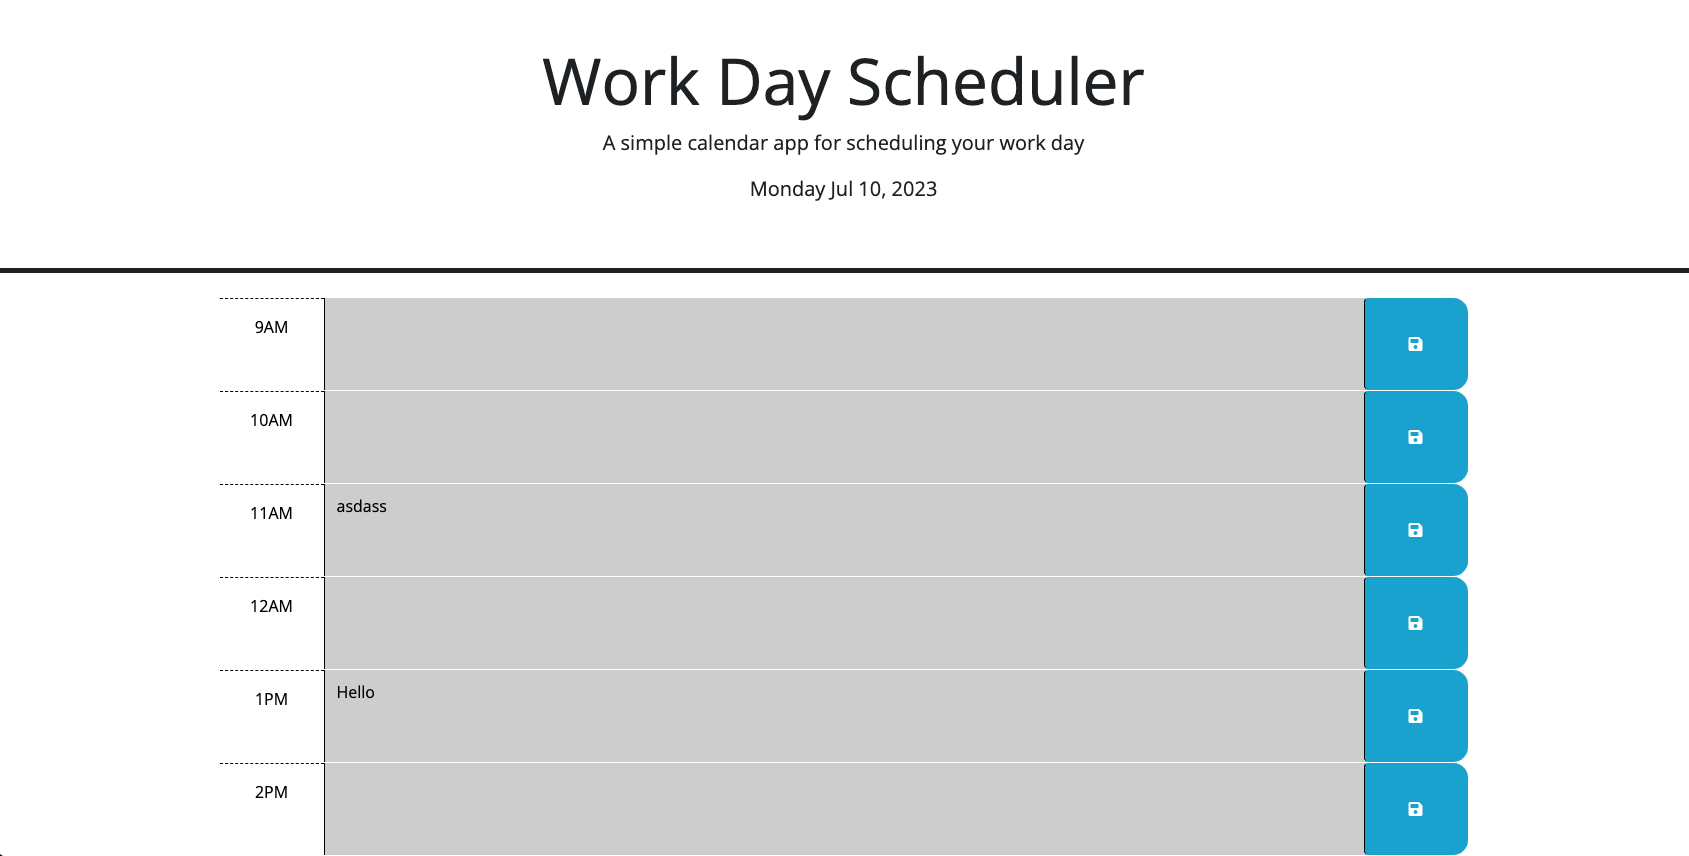 Work Day Scheduler
A simple calendar app for scheduling your work day
Monday Jul 10, 2023
9AM
10AM
11AM
asdass
12AM
1PM
Hello
2PM